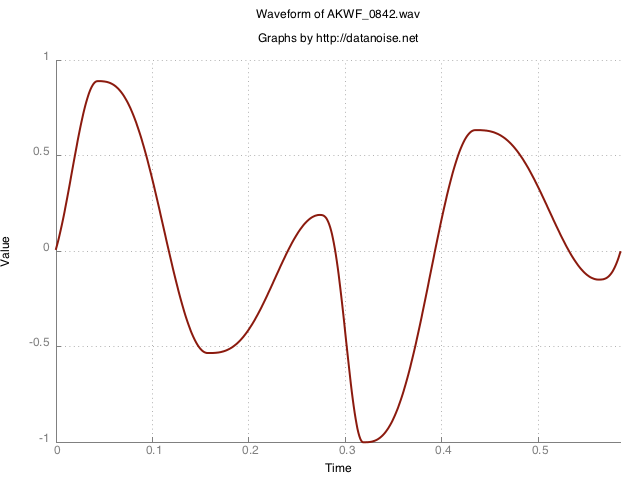 Waveform of AKWF_0842.wav
Graphs by http://datanoise.net
1
0.5
0
-0.5
-1
Value
0 0.1 0.2 0.3 0.4 0.5
Time